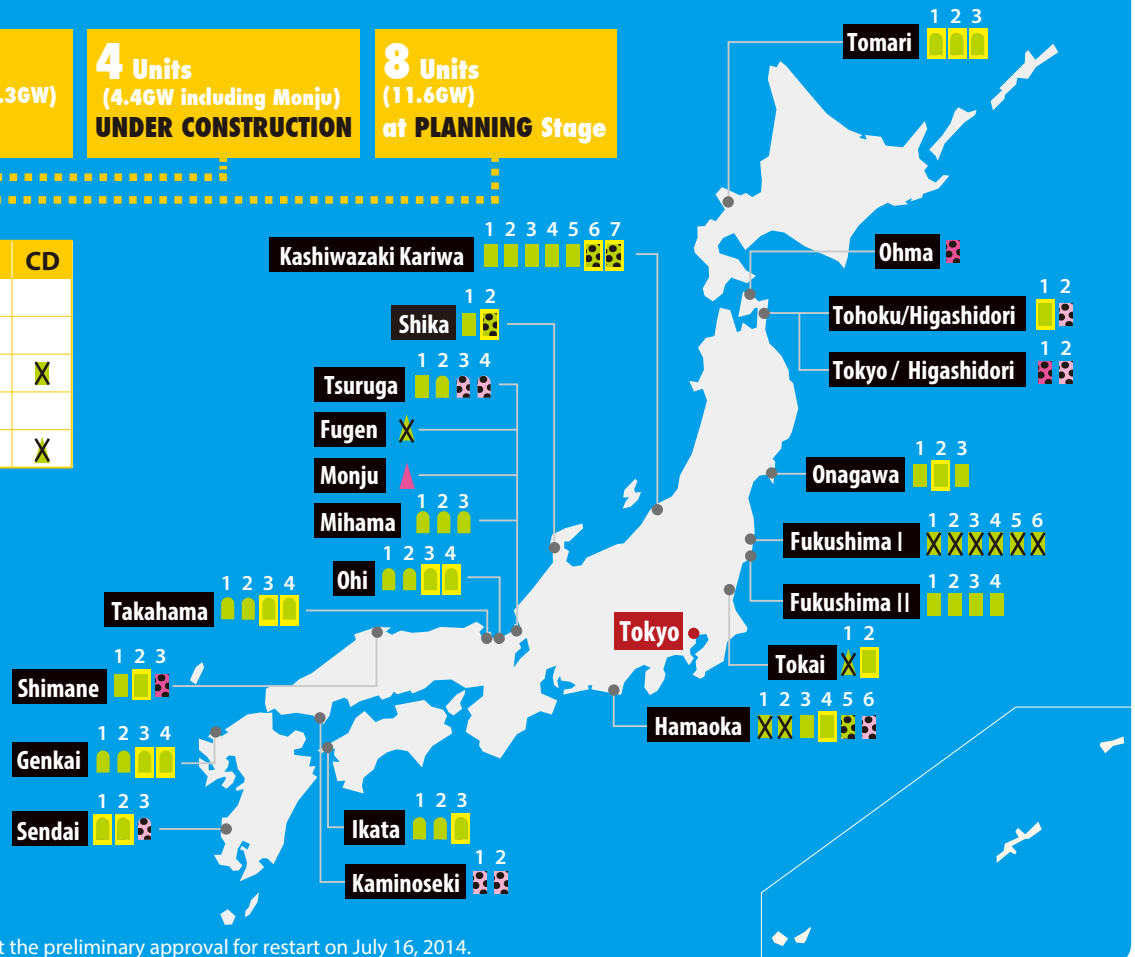 .3GW)
4 Units
(4.4GW including Monju)
UNDER CONSTRUCTION
8 Units
(11.6GW)
at PLANNING Stage
CD
1 2 3
Tomari
1 2 3 4 5 6 7
Kashiwazaki Kariwa
Ohma
1 2
Shika
1 2
Tohoku/Higashidori
1 2
Tokyo / Higashidori
1 2 3 4
Tsuruga
Fugen
Monju
1 2 3
Mihama
1 2 3
Onagawa
1 2 3 4 5 6
Fukushima I
1 2 3 4
Fukushima II
1 2 3 4
Ohi
1 2 3 4
Takahama
Tokyo
1 2
Tokai
1 2 3
Shimane
1 2 3 4 5 6
Hamaoka
1 2 3 4
Genkai
1 2 3
Sendai
1 2 3
Ikata
1 2
Kaminoseki
t the preliminary approval for restart on July 16, 2014.